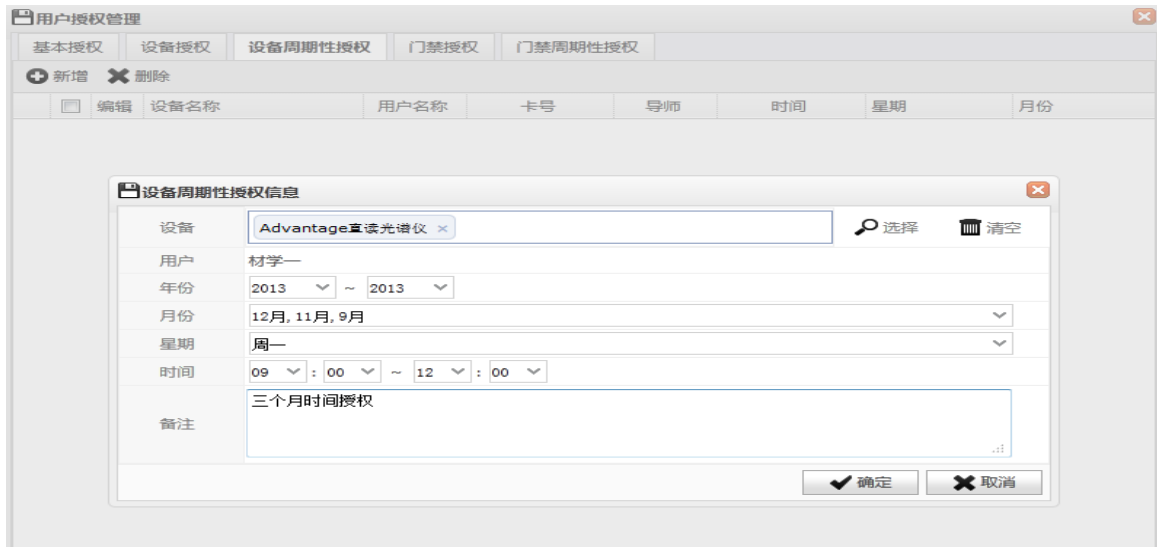 用户授权管理
基本授权 设备授权 设备周期性授权 门禁授权 门禁周期性授权
新增 删除
编辑 设备名称 用户名称 卡号 导师 时间 星期 月份
设备周期性授权信息
设备 Advantage直读光谱仪 × 选择 清空
用户 材学一
年份 2013 ~ 2013
月份 12月, 11月, 9月
星期 周一
时间 09 : 00 ~ 12 : 00
备注 三个月时间授权
确定 取消